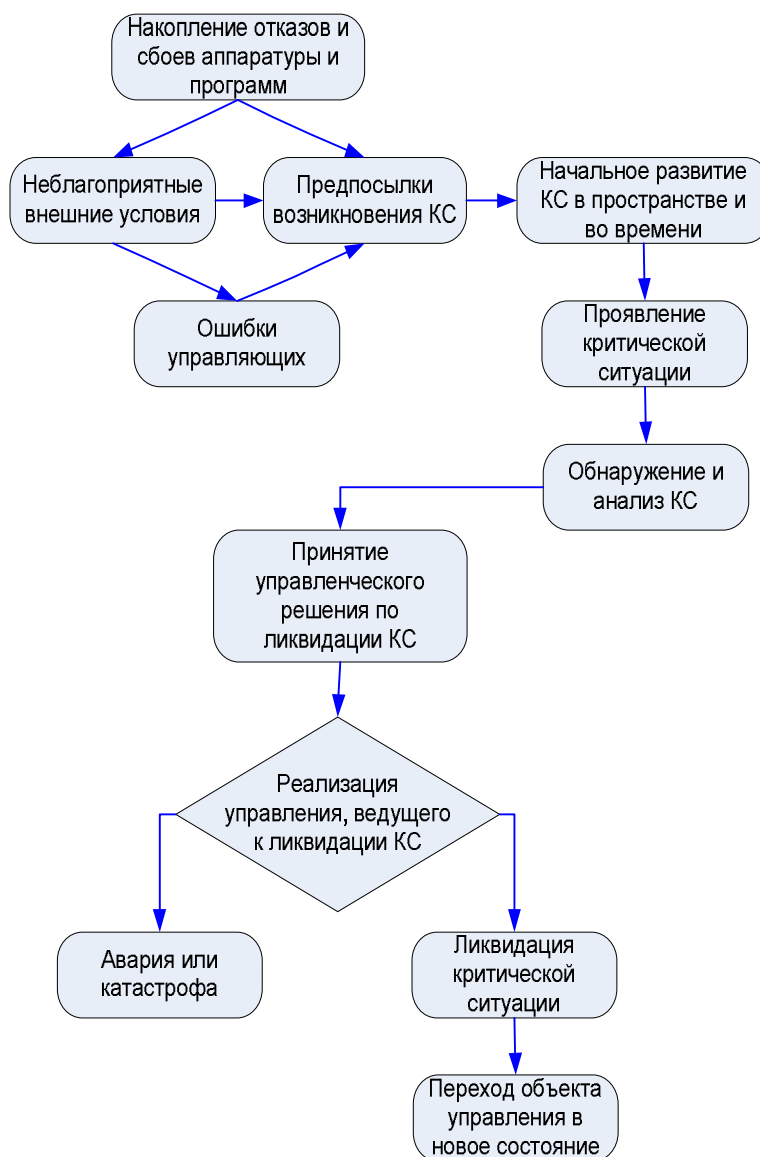 Накопление отказов и
сбоев аппаратуры и
программ
Неблагоприятные
внешние условия
Предпосылки
возникновения КС
Начальное развитие
КС в пространстве и
во времени
Ошибки
управляющих
Проявление
критической
ситуации
Обнаружение и
анализ КС
Принятие
управленческого
решения по
ликвидации КС
Реализация
управления, ведущего
к ликвидации КС
Авария или
катастрофа
Ликвидация
критической
ситуации
Переход объекта
управления в
новое состояние